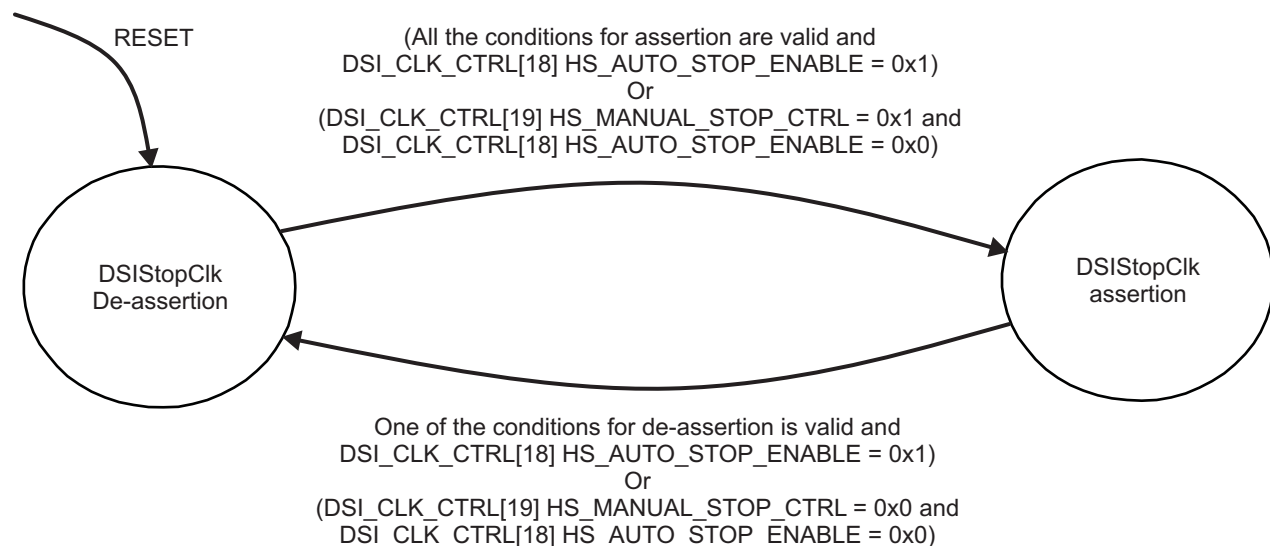 RESET
(All the conditions for assertion are valid and
DSI_CLK_CTRL[18] HS_AUTO_STOP_ENABLE = 0x1)
Or
(DSI_CLK_CTRL[19] HS_MANUAL_STOP_CTRL = 0x1 and
DSI_CLK_CTRL[18] HS_AUTO_STOP_ENABLE = 0x0)
DSIStopClk
De-assertion
DSIStopClk
assertion
One of the conditions for de-assertion is valid and
DSI_CLK_CTRL[18] HS_AUTO_STOP_ENABLE = 0x1)
Or
(DSI_CLK_CTRL[19] HS_MANUAL_STOP_CTRL = 0x0 and
DSI_CLK_CTRL[18] HS_AUTO_STOP_ENABLE = 0x0)